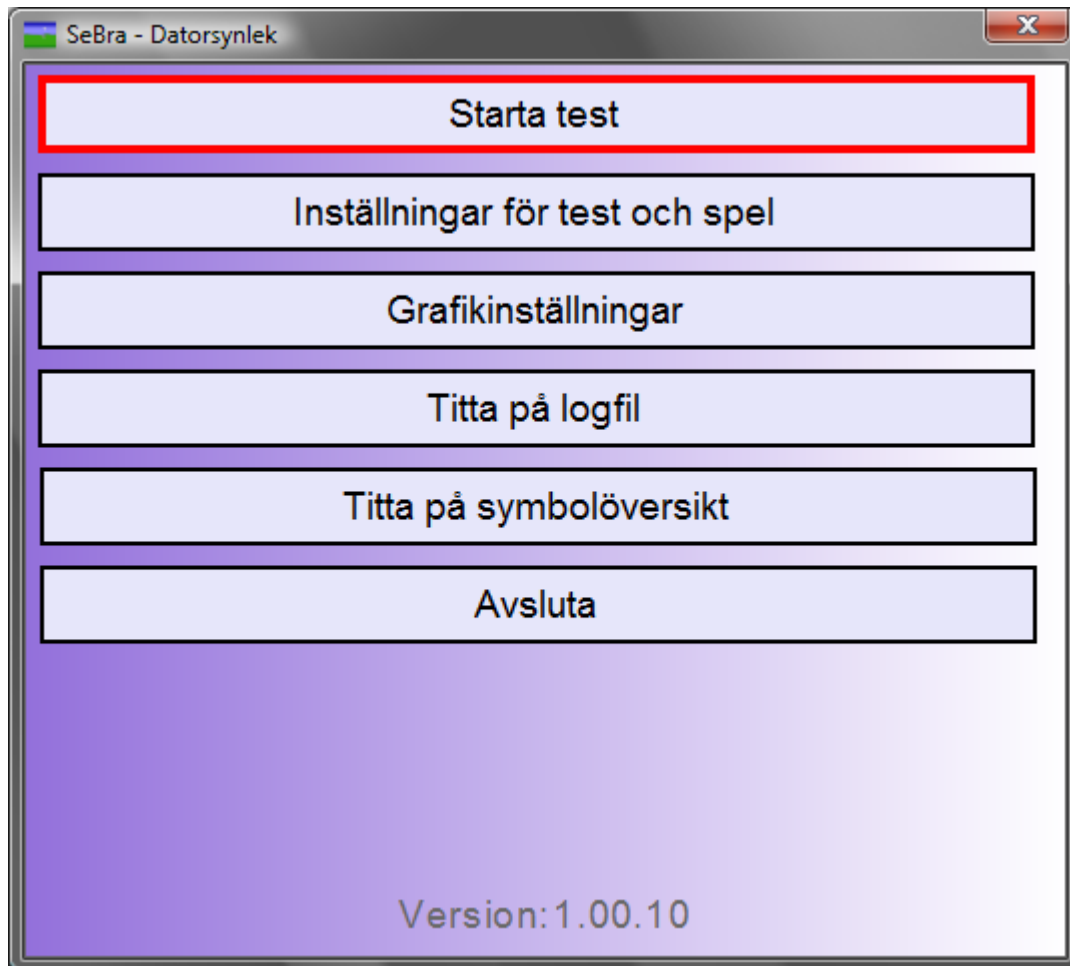 SeBra - Datorsynlek
Starta test
Inställningar för test och spel
Grafikinställningar
Titta på logfil
Titta på symbolöversikt
Avsluta
Version:1.00.10